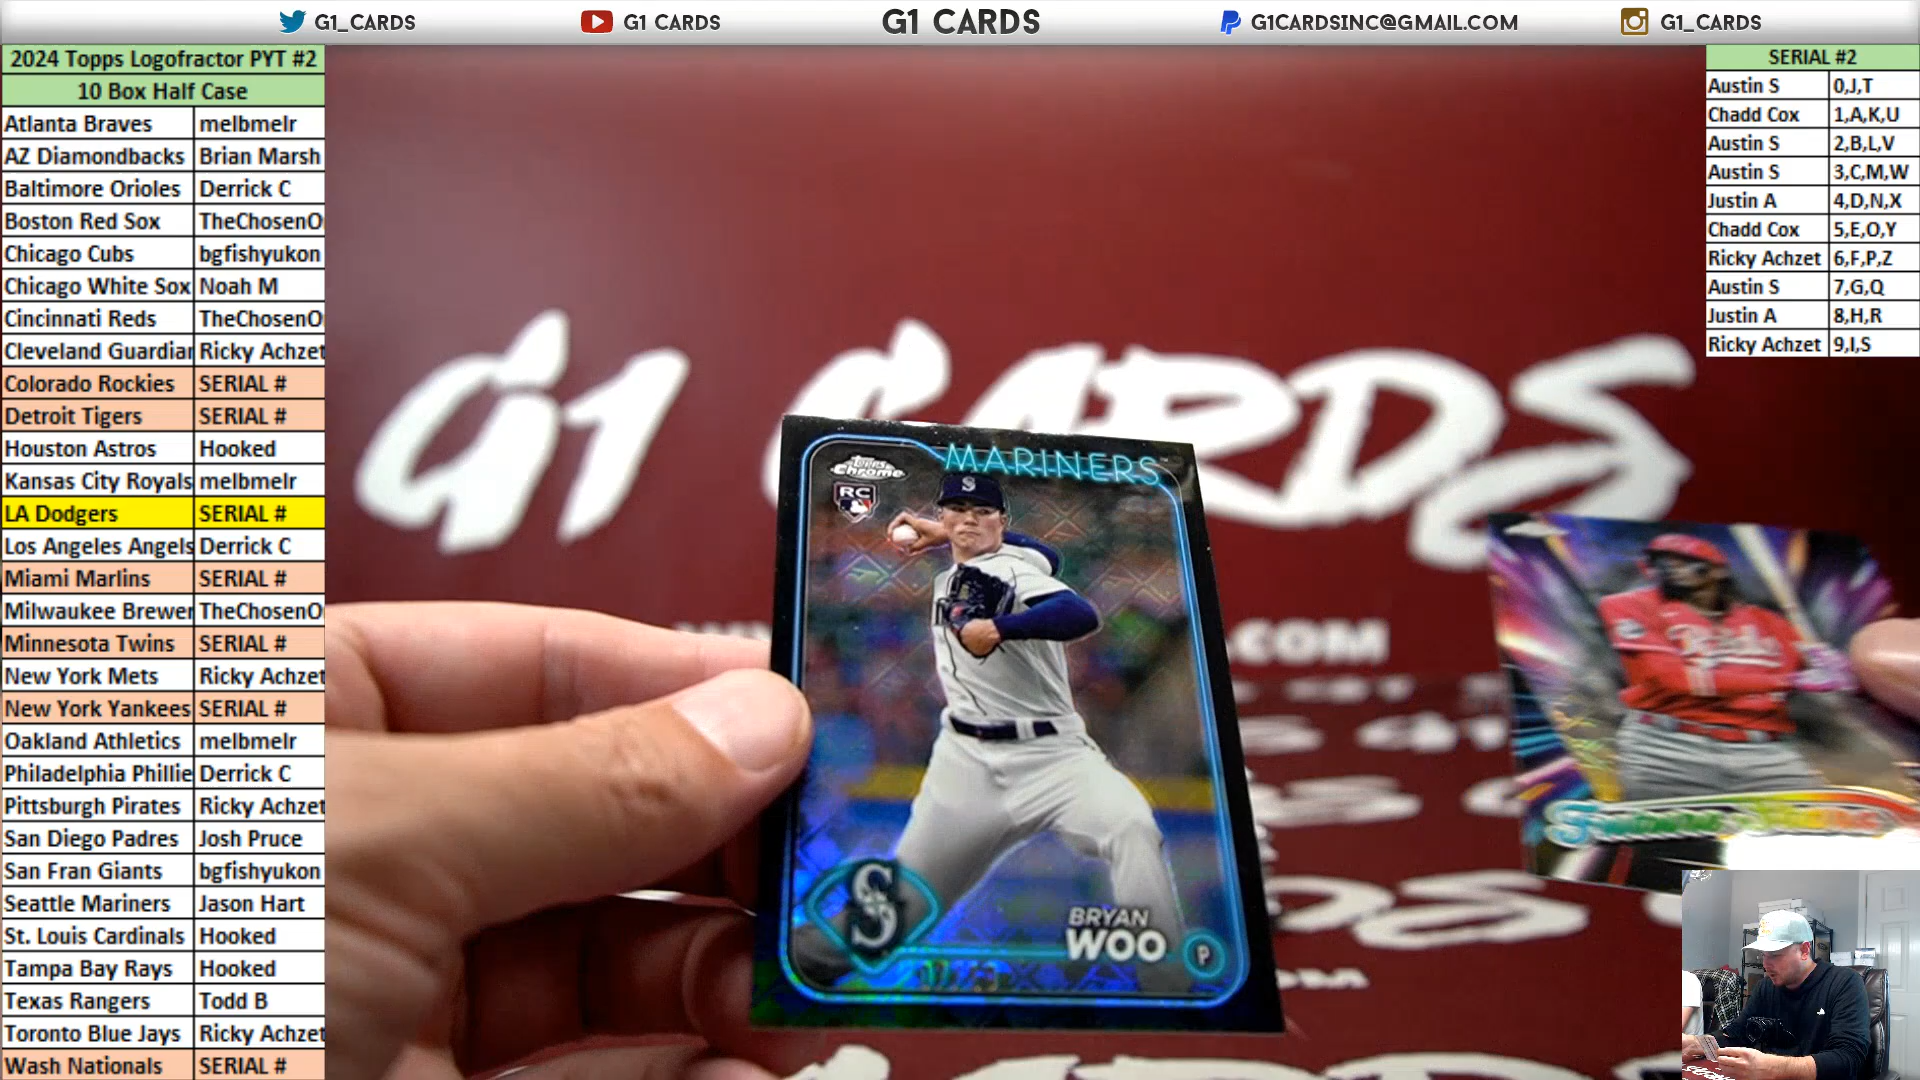 G1_CARDS
G1 CARDS
G1 CARDS
G1CARDSINC@GMAIL.COM
G1_CARDS
2024 Topps Logofractor PYT #2
10 Box Half Case
Atlanta Braves melbmelr
AZ Diamondbacks Brian Marsh
Baltimore Orioles Derrick C
Boston Red Sox TheChosenO
Chicago Cubs bgfishyukon
Chicago White Sox Noah M
Cincinnati Reds TheChosenO
Cleveland Guardian Ricky Achzet
Colorado Rockies SERIAL #
Detroit Tigers SERIAL #
Houston Astros Hooked
Kansas City Royals melbmelr
LA Dodgers SERIAL #
Los Angeles Angels Derrick C
Miami Marlins SERIAL #
Milwaukee Brewer TheChosenO
Minnesota Twins SERIAL #
New York Mets Ricky Achzet
New York Yankees SERIAL #
Oakland Athletics melbmelr
Philadelphia Phillie Derrick C
Pittsburgh Pirates Ricky Achzet
San Diego Padres Josh Pruce
San Fran Giants bgfishyukon
Seattle Mariners Jason Hart
St. Louis Cardinals Hooked
Tampa Bay Rays Hooked
Texas Rangers Todd B
Toronto Blue Jays Ricky Achzet
Wash Nationals SERIAL #
SERIAL #2
Austin S 0,J,T
Chadd Cox 1,A,K,U
Austin S 2,B,L,V
Austin S 3,C,M,W
Justin A 4,D,N,X
Chadd Cox 5,E,O,Y
Ricky Achzet 6,F,P,Z
Austin S 7,G,Q
Justin A 8,H,R
Ricky Achzet 9,I,S
G1 CARDS
.COM
Topps Chrome
MARINERS
RC
S
BRYAN
WOO
P
Reds